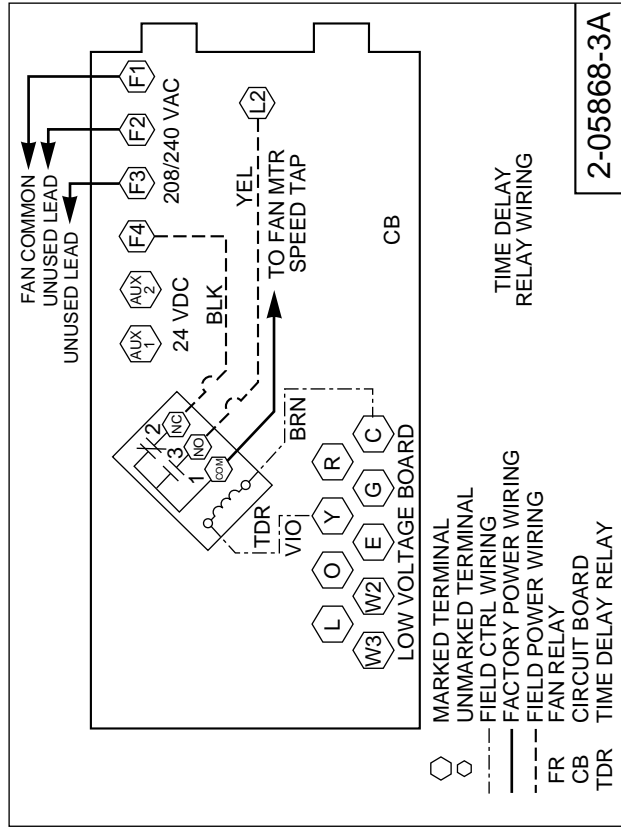 FAN COMMON
UNUSED LEAD
UNUSED LEAD
F1
F2
F3
F4
208/240 VAC
AUX 1
AUX 2
24 VDC
BLK
YEL
L2
TO FAN MTR
SPEED TAP
CB
2
NC
3
NO
1
COM
TDR
VIO
BRN
L
O
Y
R
W3
W2
E
G
C
LOW VOLTAGE BOARD
MARKED TERMINAL
UNMARKED TERMINAL
FIELD CTRL WIRING
FACTORY POWER WIRING
FIELD POWER WIRING
FR FAN RELAY
CB CIRCUIT BOARD
TDR TIME DELAY RELAY
TIME DELAY
RELAY WIRING
2-05868-3A